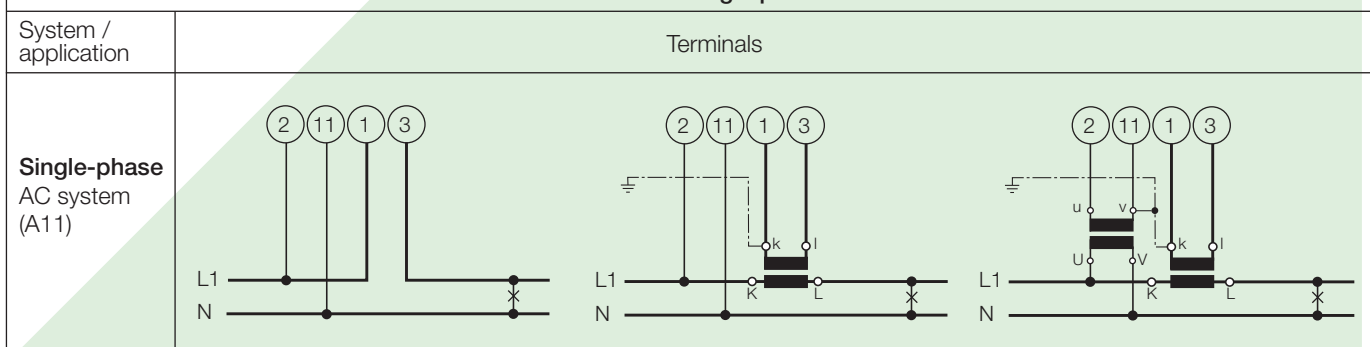 System /
application
Terminals
Single-phase
AC system
(A11)
2 11 1 3
L1
N
2 11 1 3
k l
L1
K L
N
2 11 1 3
u v
k l
U V
L1
K L
N